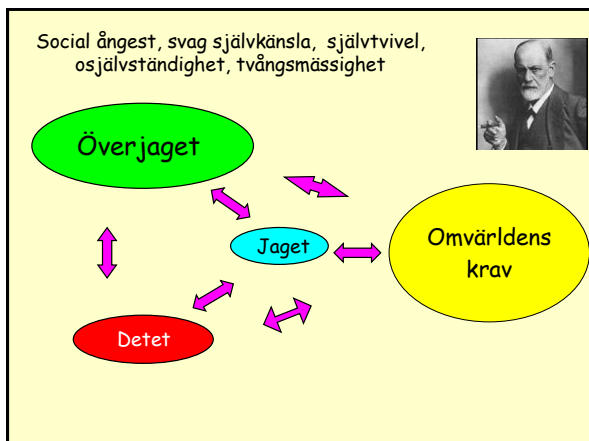 Social ångest, svag självkänsla, självtvivel,
osjälvständighet, tvångsmässighet
Överjaget
Jaget
Omvärldens
krav
Detet